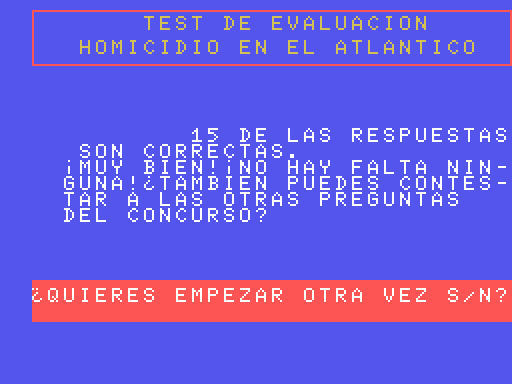 TEST DE EVALUACION
HOMICIDIO EN EL ATLANTICO
15 DE LAS RESPUESTAS
SON CORRECTAS.
¡MUY BIEN!¡NO HAY FALTA NIN-
GUNA!¿TAMBIEN PUEDES CONTES-
TAR A LAS OTRAS PREGUNTAS
DEL CONCURSO?
¿QUIERES EMPEZAR OTRA VEZ S/N?